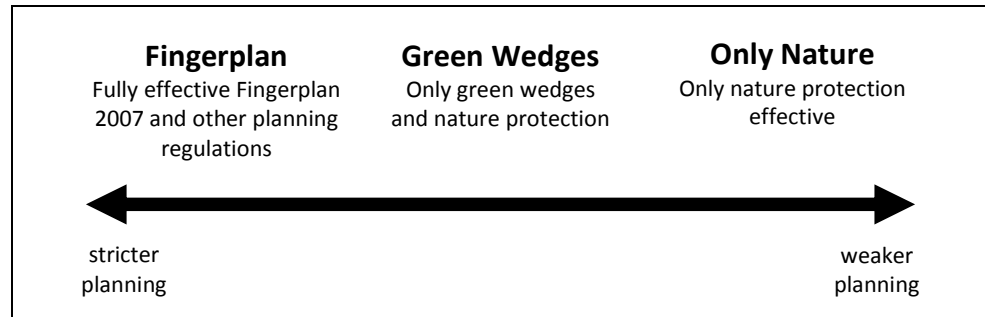 Fingerplan
Fully effective Fingerplan
2007 and other planning
regulations
Green Wedges
Only green wedges
and nature protection
Only Nature
Only nature protection
effective
stricter
planning
weaker
planning